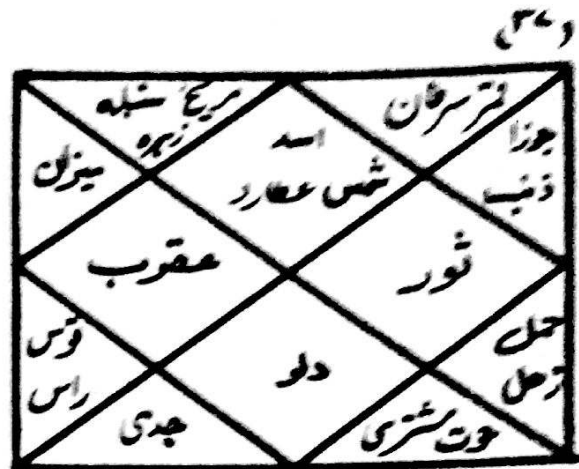 (٣٤)
قمر سرطان
مریخ سنبلہ
زہرہ
جوزا
ذنب
اسد
شمس عطارد
میزان
ثور
عقرب
حمل
زحل
دلو
قوس
راس
حوت مشتری
جدی